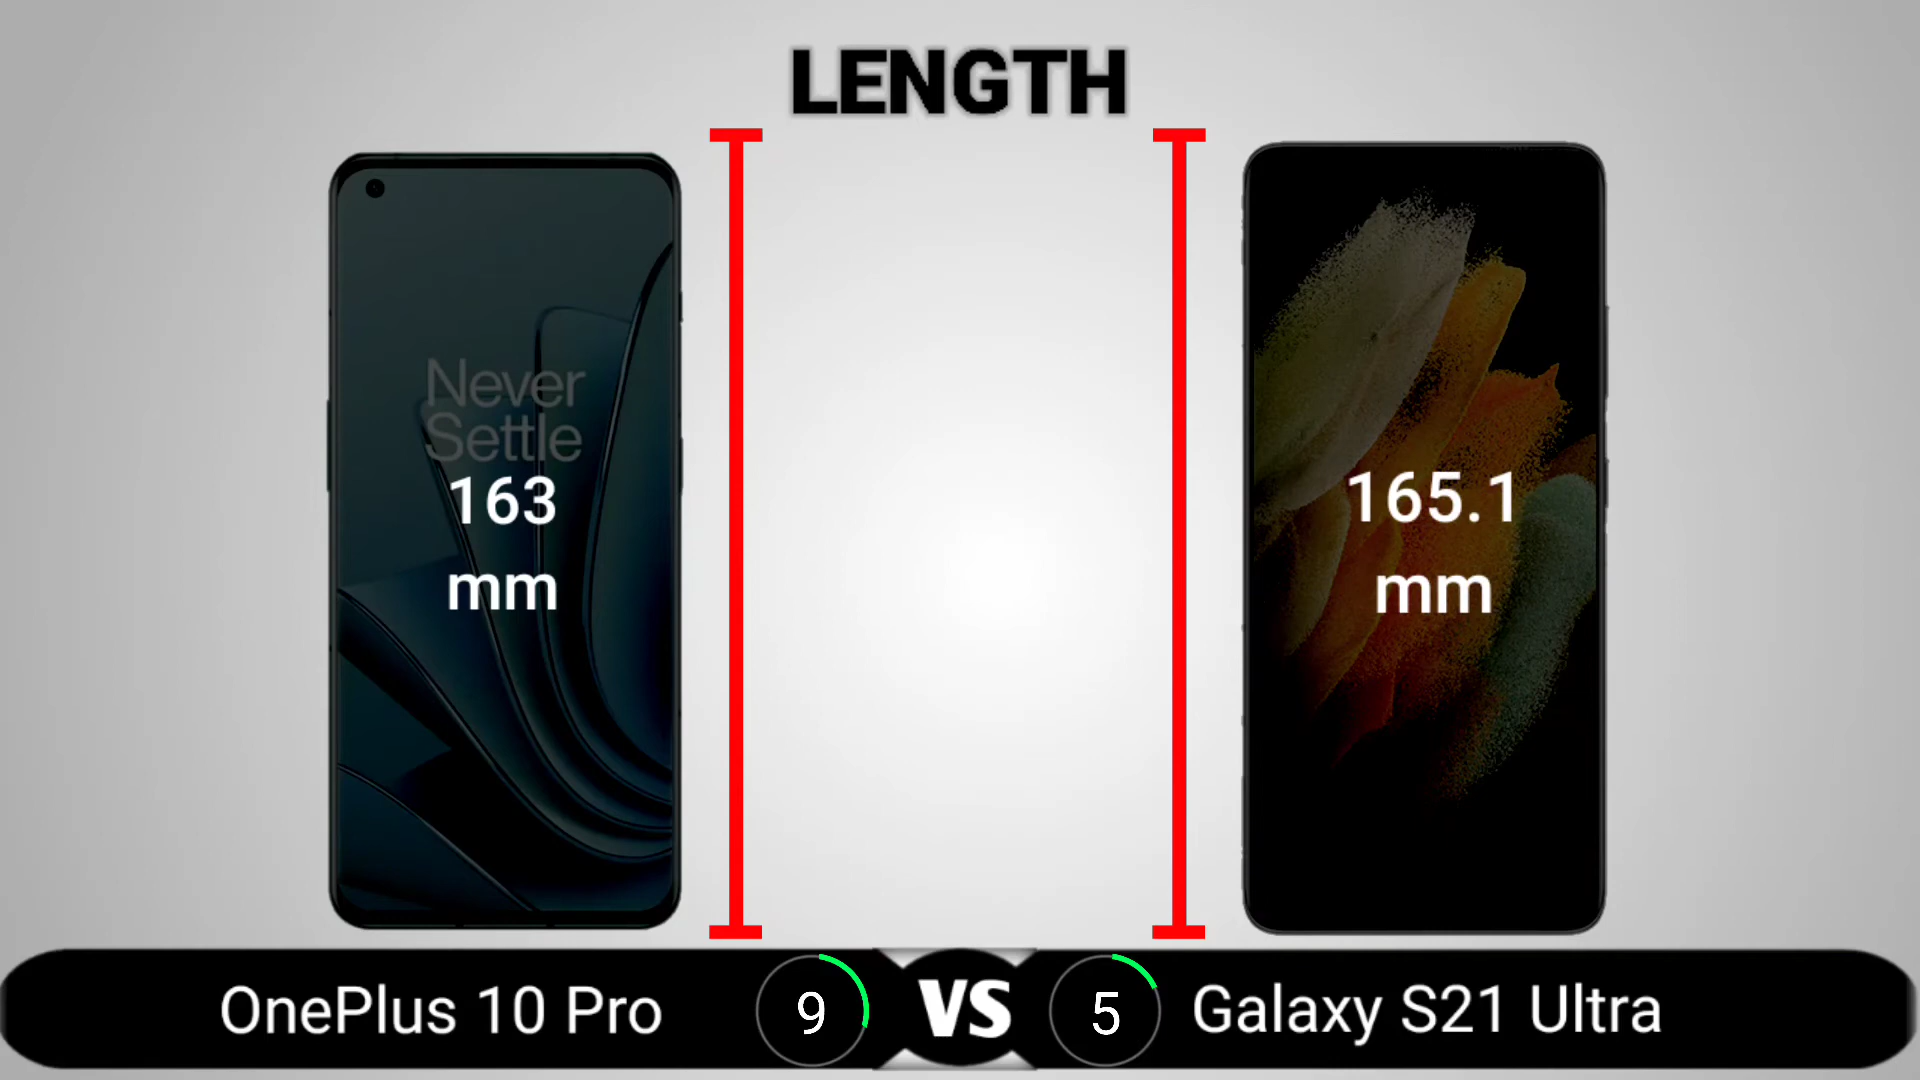 LENGTH
Never
Settle
163
mm
165.1
mm
OnePlus 10 Pro
9
VS
5
Galaxy S21 Ultra